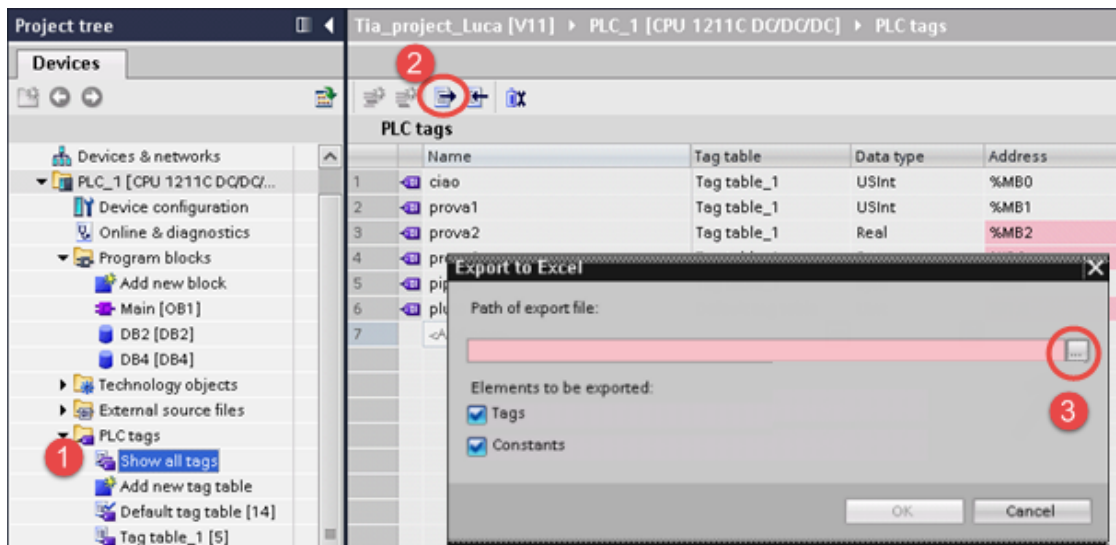 Project tree
Tia_project_Luca [V11] ▸ PLC_1 [CPU 1211C DC/DC/DC] ▸ PLC tags
Devices
2
PLC tags
Name Tag table Data type Address
Devices & networks
PLC_1 [CPU 1211C DC/DC/...
Device configuration
Online & diagnostics
Program blocks
Add new block
Main [OB1]
DB2 [DB2]
DB4 [DB4]
Technology objects
External source files
PLC tags
1
Show all tags
Add new tag table
Default tag table [14]
Tag table_1 [5]
1 ciao Tag table_1 USInt %MB0
2 prova1 Tag table_1 USInt %MB1
3 prova2 Tag table_1 Real %MB2
4
5
6
7
Export to Excel
Path of export file:
...
3
Elements to be exported:
Tags
Constants
OK Cancel